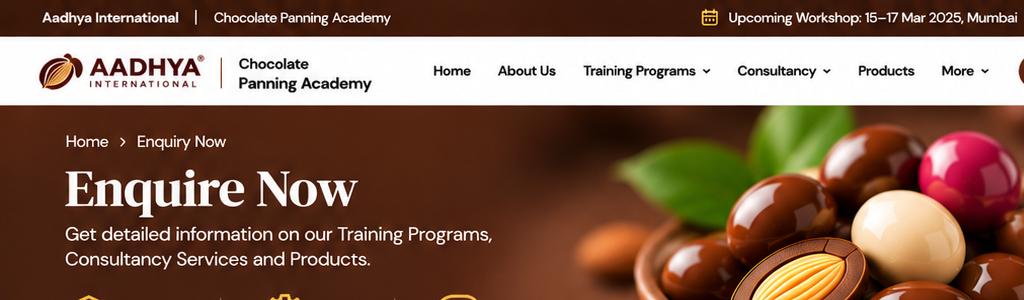 Aadhya International | Chocolate Panning Academy
Upcoming Workshop: 15–17 Mar 2025, Mumbai
AADHYA®
INTERNATIONAL
Chocolate
Panning Academy
Home About Us Training Programs Consultancy Products More
Home > Enquiry Now
Enquire Now
Get detailed information on our Training Programs,
Consultancy Services and Products.